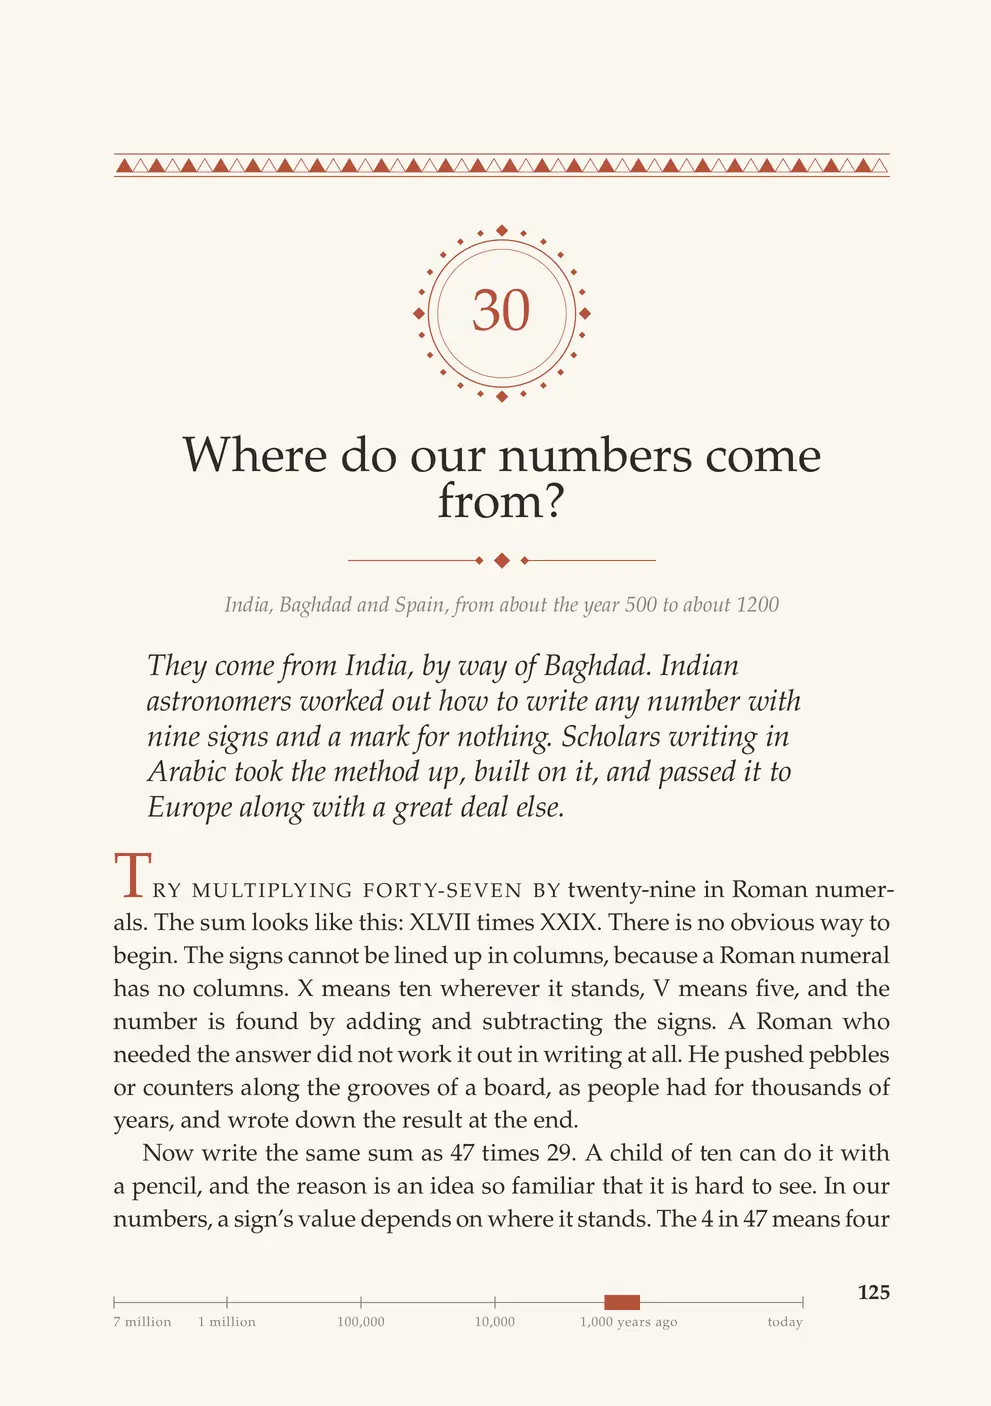 30
Where do our numbers come
from?
India, Baghdad and Spain, from about the year 500 to about 1200
They come from India, by way of Baghdad. Indian
astronomers worked out how to write any number with
nine signs and a mark for nothing. Scholars writing in
Arabic took the method up, built on it, and passed it to
Europe along with a great deal else.
TRY MULTIPLYING FORTY-SEVEN BY twenty-nine in Roman numer-
als. The sum looks like this: XLVII times XXIX. There is no obvious way to
begin. The signs cannot be lined up in columns, because a Roman numeral
has no columns. X means ten wherever it stands, V means five, and the
number is found by adding and subtracting the signs. A Roman who
needed the answer did not work it out in writing at all. He pushed pebbles
or counters along the grooves of a board, as people had for thousands of
years, and wrote down the result at the end.
Now write the same sum as 47 times 29. A child of ten can do it with
a pencil, and the reason is an idea so familiar that it is hard to see. In our
numbers, a sign’s value depends on where it stands. The 4 in 47 means four
125
7 million 1 million 100,000 10,000 1,000 years ago today